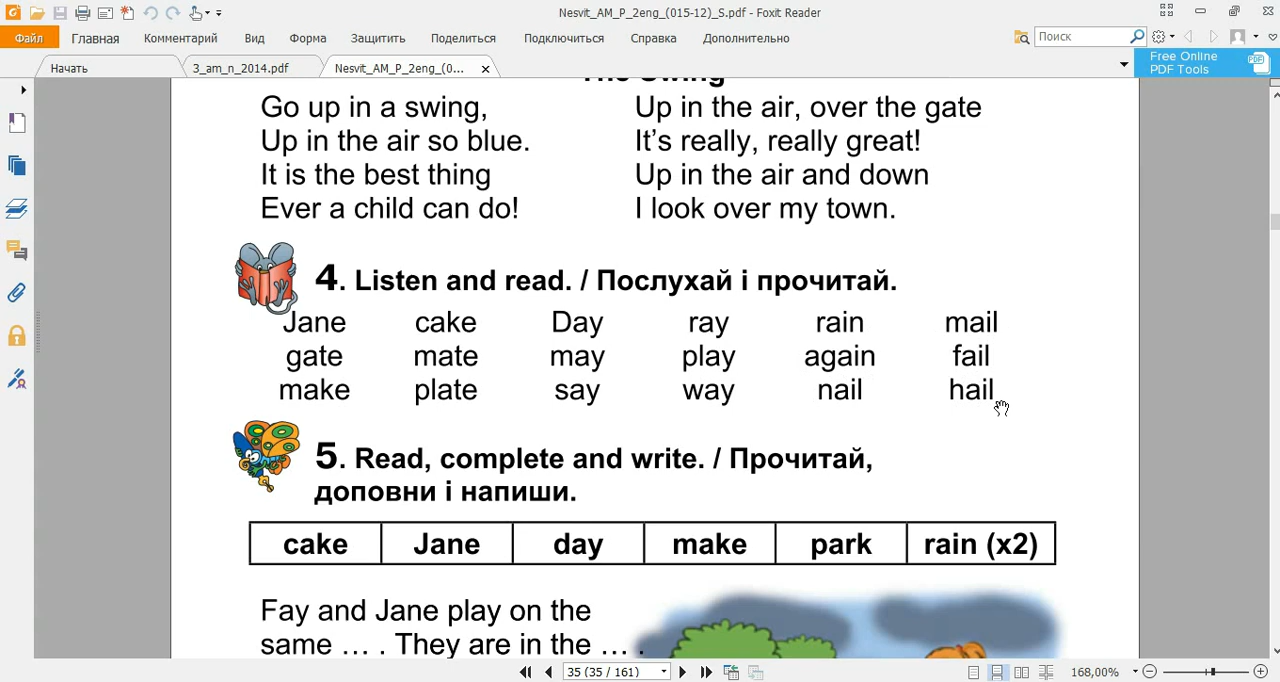 Nesvit_AM_P_2eng_(015-12)_S.pdf - Foxit Reader
Файл Главная Комментарий Вид Форма Защитить Поделиться Подключиться Справка Дополнительно Поиск
Начать 3_am_n_2014.pdf Nesvit_AM_P_2eng_(0... Free Online PDF Tools
The Swing
Go up in a swing,
Up in the air so blue.
It is the best thing
Ever a child can do!
Up in the air, over the gate
It's really, really great!
Up in the air and down
I look over my town.
4. Listen and read. / Послухай і прочитай.
Jane cake Day ray rain mail
gate mate may play again fail
make plate say way nail hail
5. Read, complete and write. / Прочитай,
доповни і напиши.
cake Jane day make park rain (x2)
Fay and Jane play on the
same ... . They are in the ... .
35 (35 / 161) 168,00%